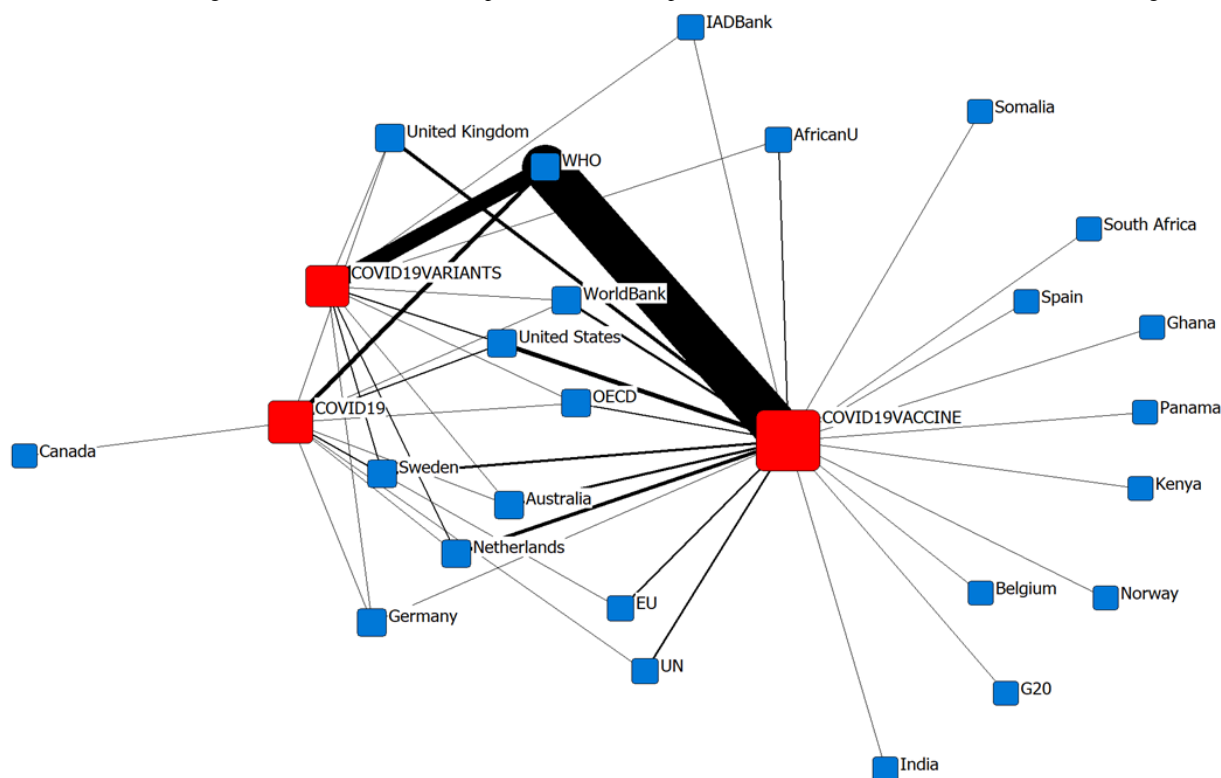 IADBank
Somalia
United Kingdom
AfricanU
WHO
South Africa
COVID19VARIANTS
WorldBank
Spain
Ghana
United States
OECD
COVID19
COVID19VACCINE
Panama
Canada
Sweden
Kenya
Australia
Netherlands
Belgium
Norway
EU
Germany
UN
G20
India